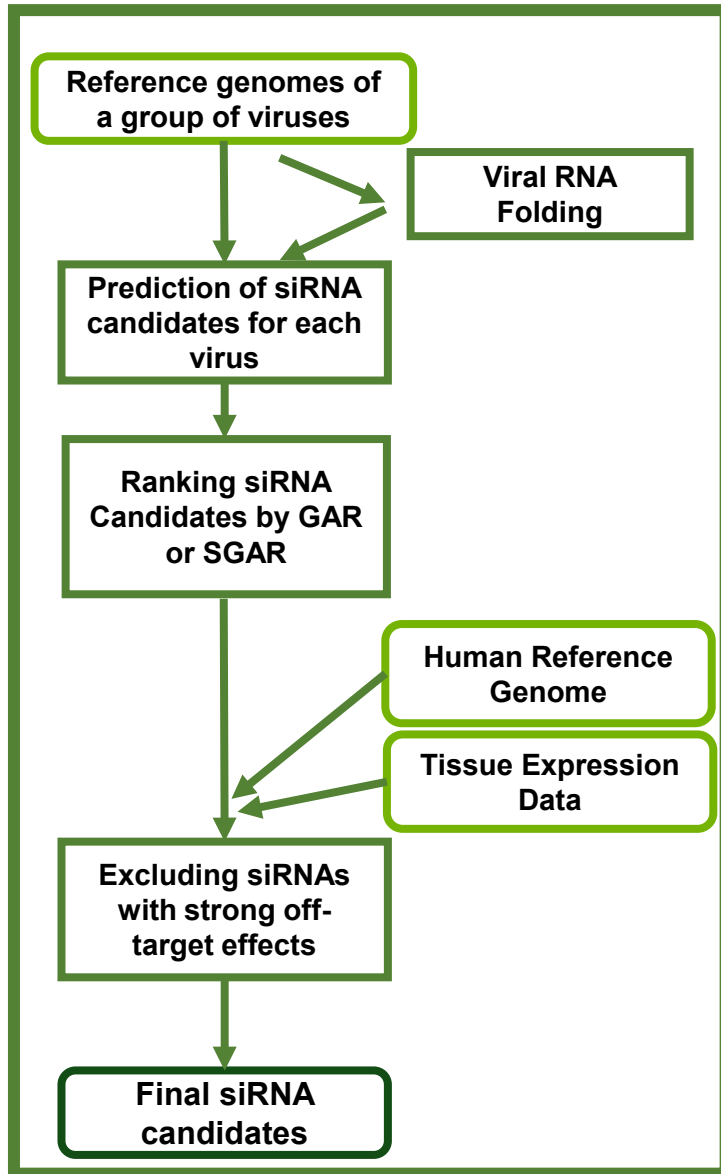 Reference genomes of
a group of viruses
Viral RNA
Folding
Prediction of siRNA
candidates for each
virus
Ranking siRNA
Candidates by GAR
or SGAR
Human Reference
Genome
Tissue Expression
Data
Excluding siRNAs
with strong off-
target effects
Final siRNA
candidates